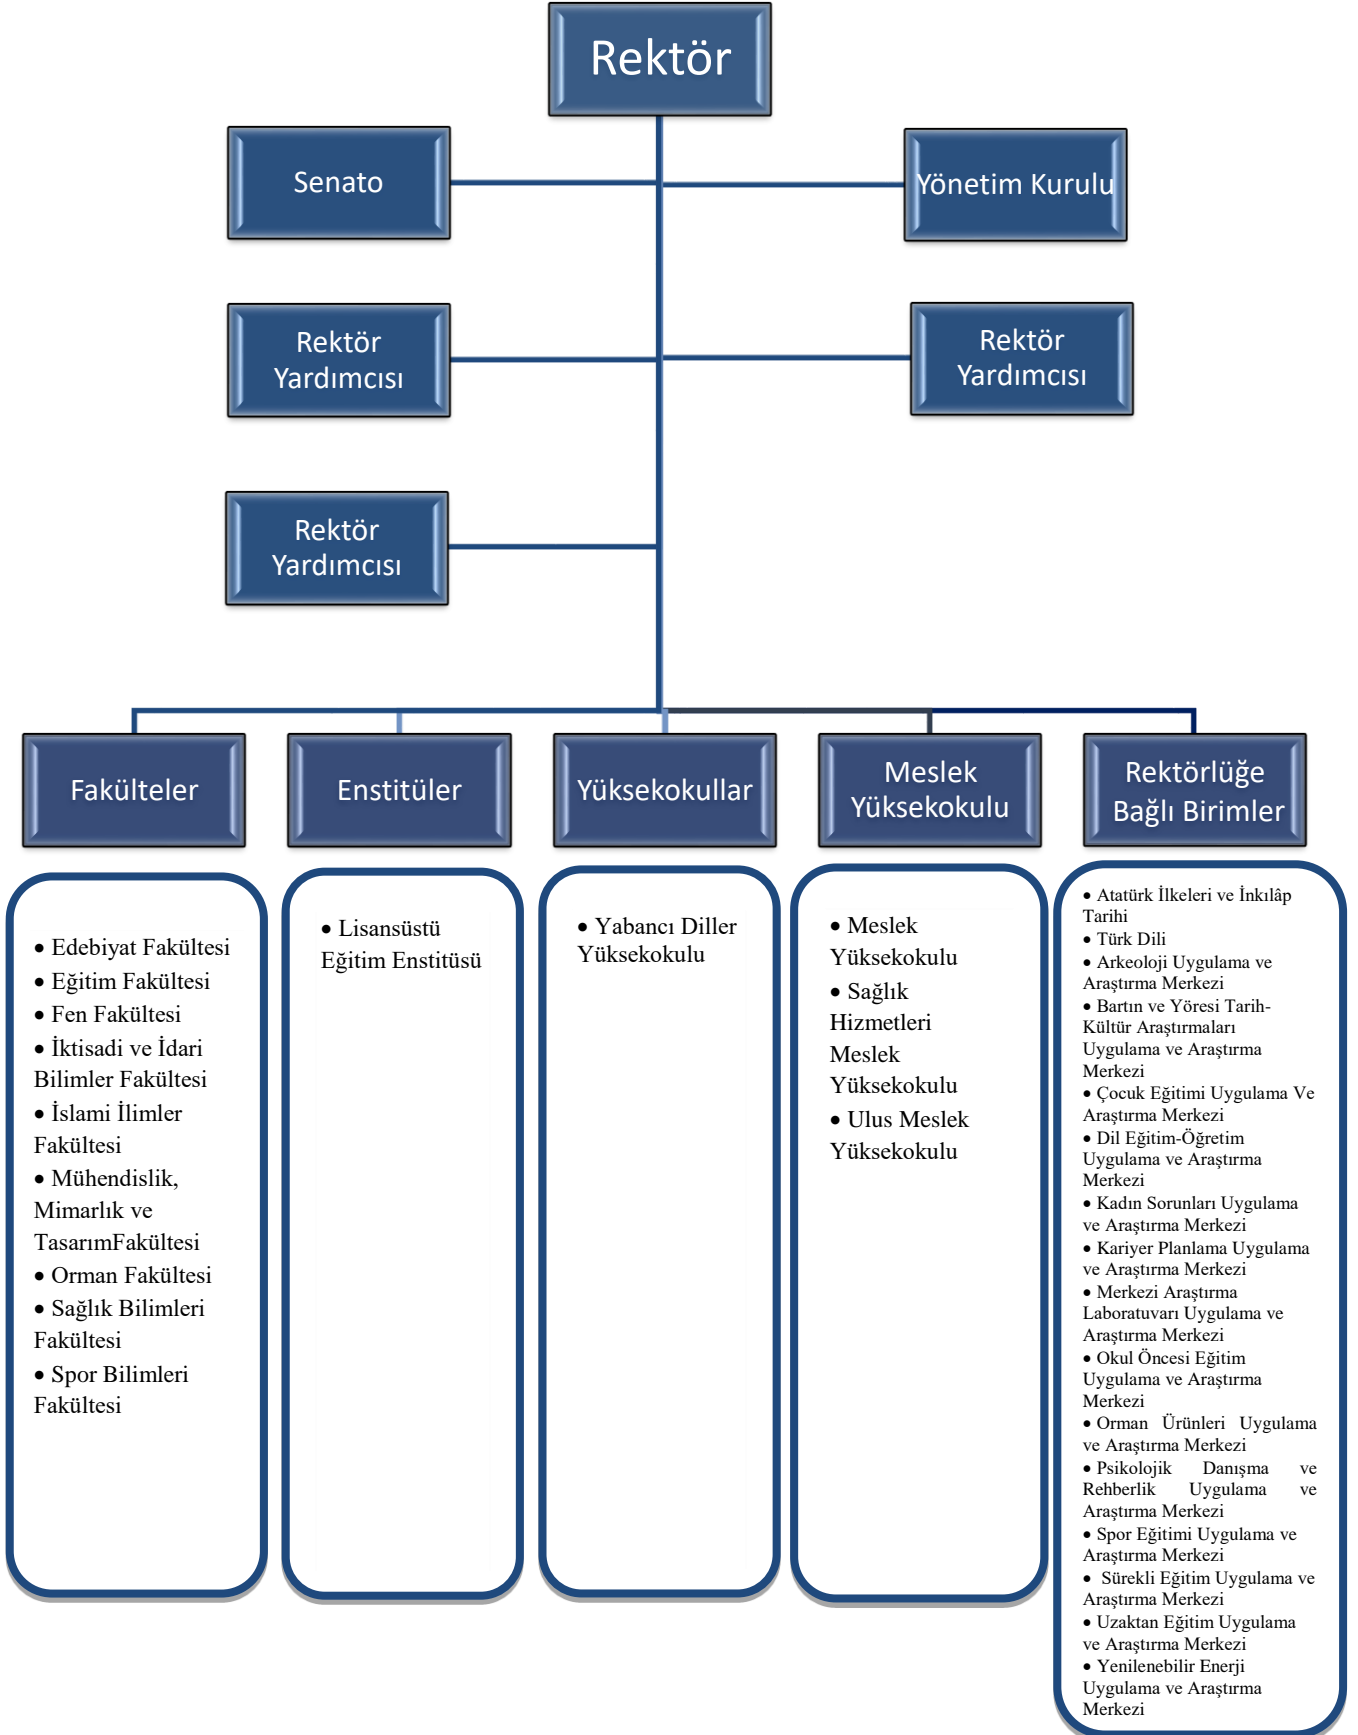 Rektör
Senato
Yönetim Kurulu
Rektör
Yardımcısı
Rektör
Yardımcısı
Rektör
Yardımcısı
Fakülteler
Enstitüler
Yüksekokullar
Meslek
Yüksekokulu
Rektörlüğe
Bağlı Birimler
• Edebiyat Fakültesi
• Eğitim Fakültesi
• Fen Fakültesi
• İktisadi ve İdari
Bilimler Fakültesi
• İslami İlimler
Fakültesi
• Mühendislik,
Mimarlık ve
TasarımFakültesi
• Orman Fakültesi
• Sağlık Bilimleri
Fakültesi
• Spor Bilimleri
Fakültesi
• Lisansüstü
Eğitim Enstitüsü
• Yabancı Diller
Yüksekokulu
• Meslek
Yüksekokulu
• Sağlık
Hizmetleri
Meslek
Yüksekokulu
• Ulus Meslek
Yüksekokulu
• Atatürk İlkeleri ve İnkılâp
Tarihi
• Türk Dili
• Arkeoloji Uygulama ve
Araştırma Merkezi
• Bartın ve Yöresi Tarih-
Kültür Araştırmaları
Uygulama ve Araştırma
Merkezi
• Çocuk Eğitimi Uygulama Ve
Araştırma Merkezi
• Dil Eğitim-Öğretim
Uygulama ve Araştırma
Merkezi
• Kadın Sorunları Uygulama
ve Araştırma Merkezi
• Kariyer Planlama Uygulama
ve Araştırma Merkezi
• Merkezi Araştırma
Laboratuvarı Uygulama ve
Araştırma Merkezi
• Okul Öncesi Eğitim
Uygulama ve Araştırma
Merkezi
• Orman Ürünleri Uygulama
ve Araştırma Merkezi
• Psikolojik Danışma ve
Rehberlik Uygulama ve
Araştırma Merkezi
• Spor Eğitimi Uygulama ve
Araştırma Merkezi
• Sürekli Eğitim Uygulama ve
Araştırma Merkezi
• Uzaktan Eğitim Uygulama
ve Araştırma Merkezi
• Yenilenebilir Enerji
Uygulama ve Araştırma
Merkezi